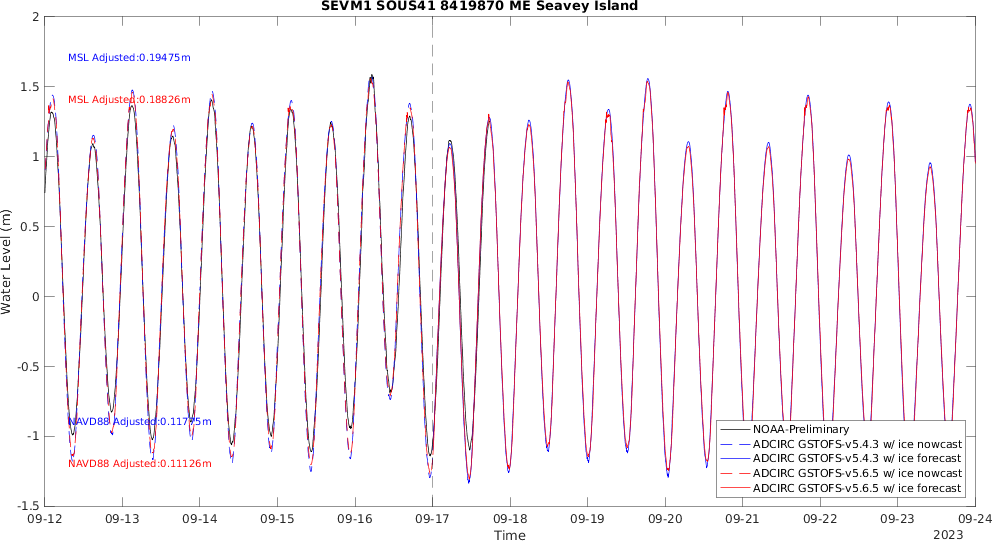 SEVM1 SOUS41 8419870 ME Seavey Island
2
MSL Adjusted:0.19475m
1.5
MSL Adjusted:0.18826m
1
0.5
Water Level (m)
0
-0.5
NAVD88 Adjusted:0.11775m
-1
NAVD88 Adjusted:0.11126m
-1.5
NOAA-Preliminary
ADCIRC GSTOFS-v5.4.3 w/ ice nowcast
ADCIRC GSTOFS-v5.4.3 w/ ice forecast
ADCIRC GSTOFS-v5.6.5 w/ ice nowcast
ADCIRC GSTOFS-v5.6.5 w/ ice forecast
09-12 09-13 09-14 09-15 09-16 09-17 09-18 09-19 09-20 09-21 09-22 09-23 09-24
Time
2023